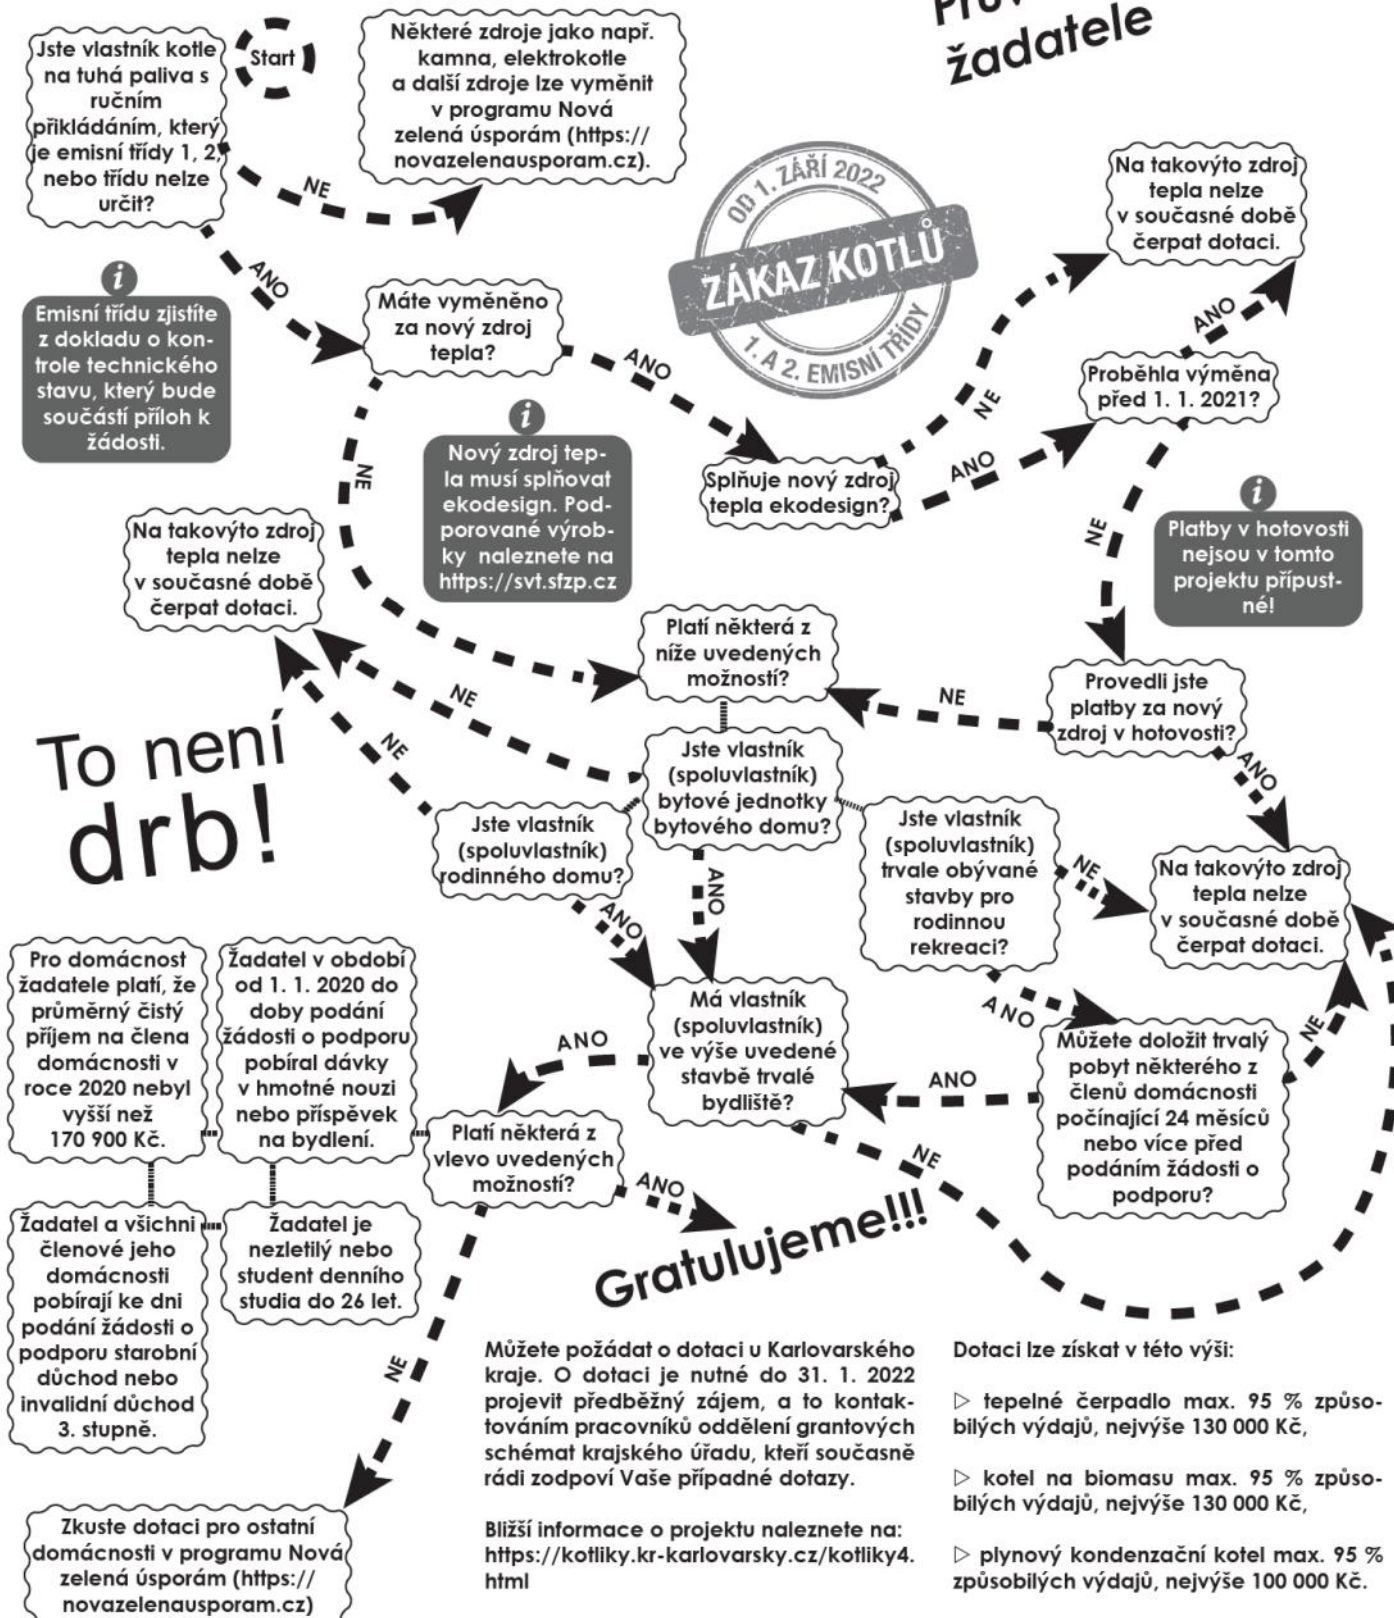 žadatele
Start
Jste vlastník kotle
na tuhá paliva s
ručním
přikládáním, který
je emisní třídy 1, 2,
nebo třídu nelze
určit?
Některé zdroje jako např.
kamna, elektrokotle
a další zdroje lze vyměnit
v programu Nová
zelená úsporám (https://
novazelenausporam.cz).
NE
ANO
OD 1. ZÁŘÍ 2022
ZÁKAZ KOTLŮ
1. A 2. EMISNÍ TŘÍDY
Na takovýto zdroj
tepla nelze
v současné době
čerpat dotaci.
i
Emisní třídu zjistíte
z dokladu o kon-
trole technického
stavu, který bude
součástí příloh k
žádosti.
Máte vyměněno
za nový zdroj
tepla?
ANO
NE
i
Nový zdroj tep-
la musí splňovat
ekodesign. Pod-
porované výrob-
ky naleznete na
https://svt.sfzp.cz
Splňuje nový zdroj
tepla ekodesign?
NE
ANO
Proběhla výměna
před 1. 1. 2021?
ANO
NE
i
Platby v hotovosti
nejsou v tomto
projektu přípust-
né!
Na takovýto zdroj
tepla nelze
v současné době
čerpat dotaci.
Platí některá z
níže uvedených
možností?
Provedli jste
platby za nový
zdroj v hotovosti?
NE
ANO
To není
drb!
NE
NE
Jste vlastník
(spoluvlastník)
bytové jednotky
bytového domu?
Jste vlastník
(spoluvlastník)
rodinného domu?
Jste vlastník
(spoluvlastník)
trvale obývané
stavby pro
rodinnou
rekreaci?
NE
Na takovýto zdroj
tepla nelze
v současné době
čerpat dotaci.
ANO
ANO
ANO
Pro domácnost
žadatele platí, že
průměrný čistý
příjem na člena
domácnosti v
roce 2020 nebyl
vyšší než
170 900 Kč.
Žadatel v období
od 1. 1. 2020 do
doby podání
žádosti o podporu
pobíral dávky
v hmotné nouzi
nebo příspěvek
na bydlení.
Má vlastník
(spoluvlastník)
ve výše uvedené
stavbě trvalé
bydliště?
Můžete doložit trvalý
pobyt některého z
členů domácnosti
počínající 24 měsíců
nebo více před
podáním žádosti o
podporu?
ANO
ANO
NE
NE
Platí některá z
vlevo uvedených
možností?
ANO
NE
Žadatel a všichni
členové jeho
domácnosti
pobírají ke dni
podání žádosti o
podporu starobní
důchod nebo
invalidní důchod
3. stupně.
Žadatel je
nezletilý nebo
student denního
studia do 26 let.
Gratulujeme!!!
Můžete požádat o dotaci u Karlovarského
kraje. O dotaci je nutné do 31. 1. 2022
projevit předběžný zájem, a to kontak-
továním pracovníků oddělení grantových
schémat krajského úřadu, kteří současně
rádi zodpoví Vaše případné dotazy.
Bližší informace o projektu naleznete na:
https://kotliky.kr-karlovarsky.cz/kotliky4.
html
Dotaci lze získat v této výši:
▷ tepelné čerpadlo max. 95 % způso-
bilých výdajů, nejvýše 130 000 Kč,
▷ kotel na biomasu max. 95 % způso-
bilých výdajů, nejvýše 130 000 Kč,
▷ plynový kondenzační kotel max. 95 %
způsobilých výdajů, nejvýše 100 000 Kč.
Zkuste dotaci pro ostatní
domácnosti v programu Nová
zelená úsporám (https://
novazelenausporam.cz)